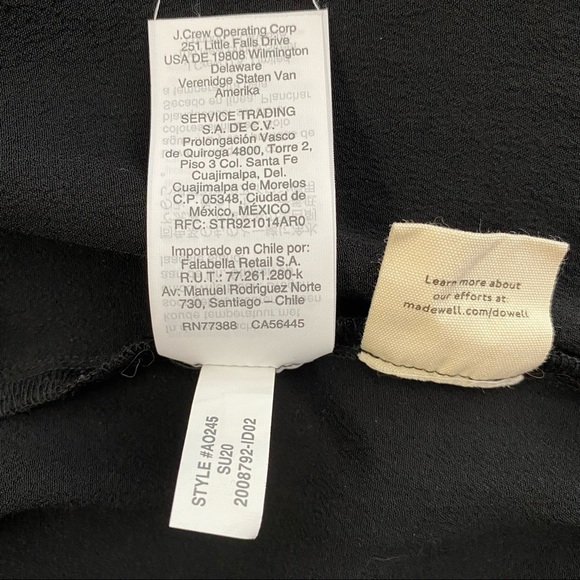 J.Crew Operating Corp
251 Little Falls Drive
USA DE 19808 Wilmington
Delaware
Verenidge Staten Van
Amerika
SERVICE TRADING
S.A. DE C.V.
Prolongación Vasco
de Quiroga 4800, Torre 2,
Piso 3 Col. Santa Fe
Cuajimalpa, Del.
Cuajimalpa de Morelos
C.P. 05348, Ciudad de
México, MÉXICO
RFC: STR921014AR0
Importado en Chile por:
Falabella Retail S.A.
R.U.T.: 77.261.280-k
Av: Manuel Rodriguez Norte
730, Santiago – Chile
RN77388 CA56445
STYLE #AO245
SU20
2008792-ID02
Learn more about
our efforts at
madewell.com/dowell